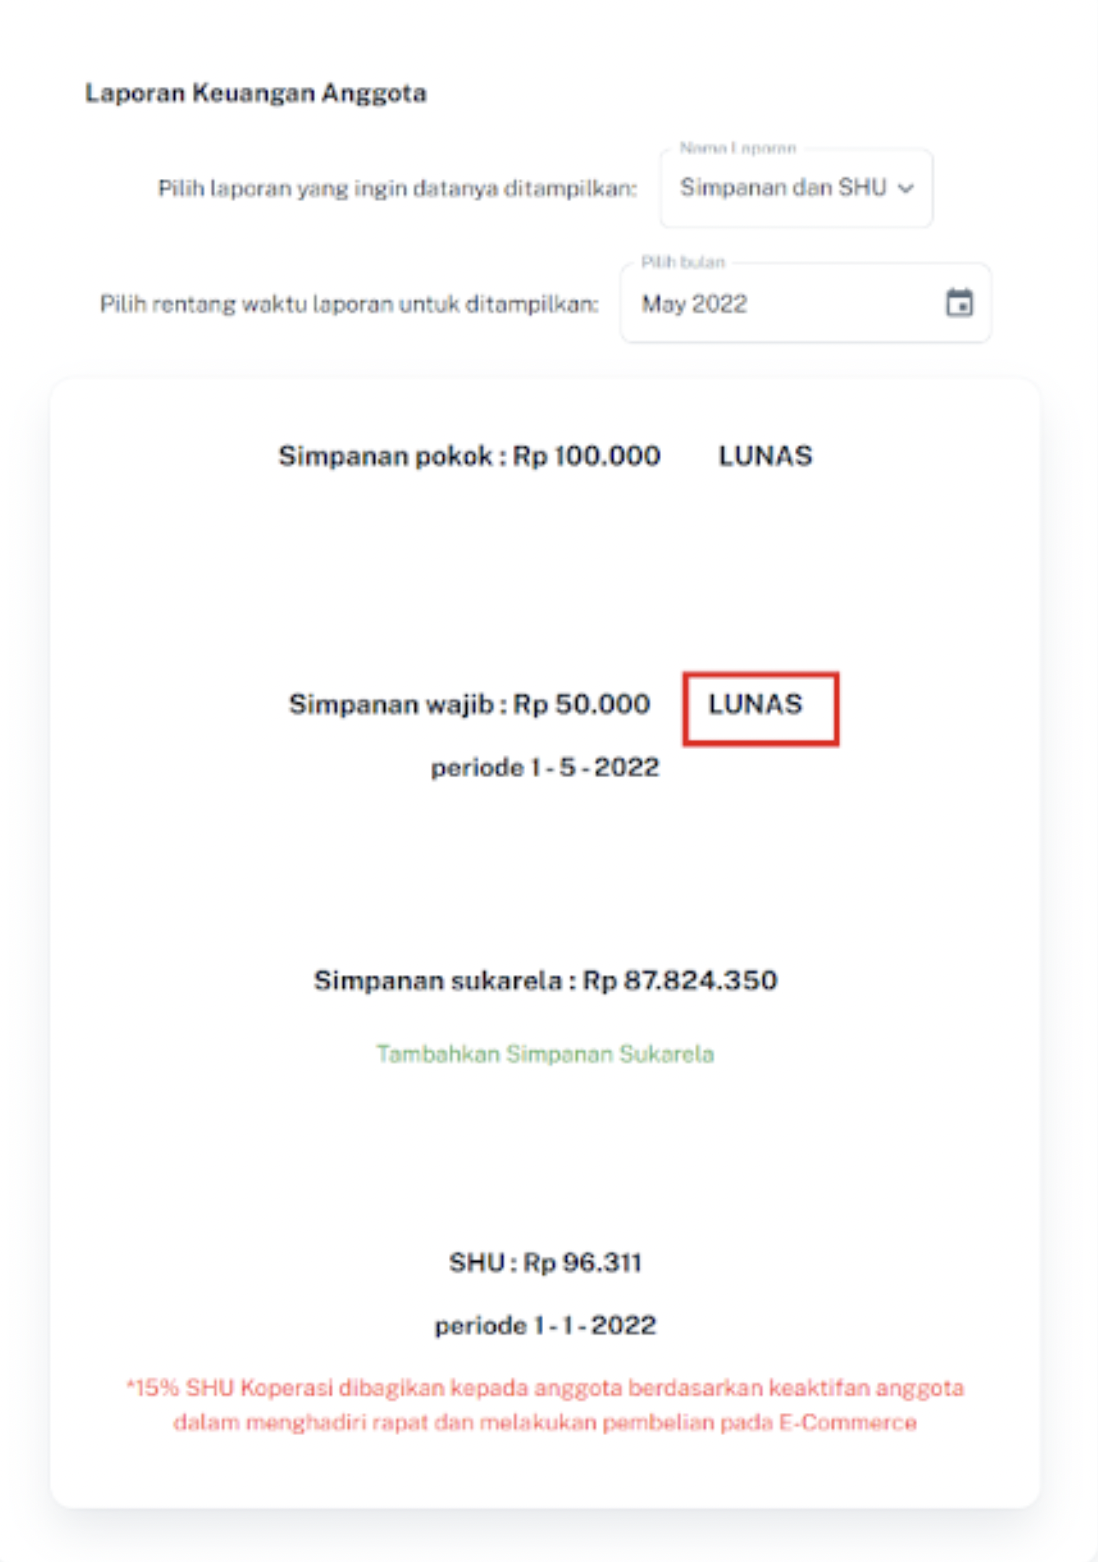 Laporan Keuangan Anggota
Nama Laporan
Pilih laporan yang ingin datanya ditampilkan: Simpanan dan SHU
Pilih bulan
Pilih rentang waktu laporan untuk ditampilkan: May 2022
Simpanan pokok : Rp 100.000 LUNAS
Simpanan wajib : Rp 50.000 LUNAS
periode 1 - 5 - 2022
Simpanan sukarela : Rp 87.824.350
Tambahkan Simpanan Sukarela
SHU : Rp 96.311
periode 1 - 1 - 2022
*15% SHU Koperasi dibagikan kepada anggota berdasarkan keaktifan anggota
dalam menghadiri rapat dan melakukan pembelian pada E-Commerce